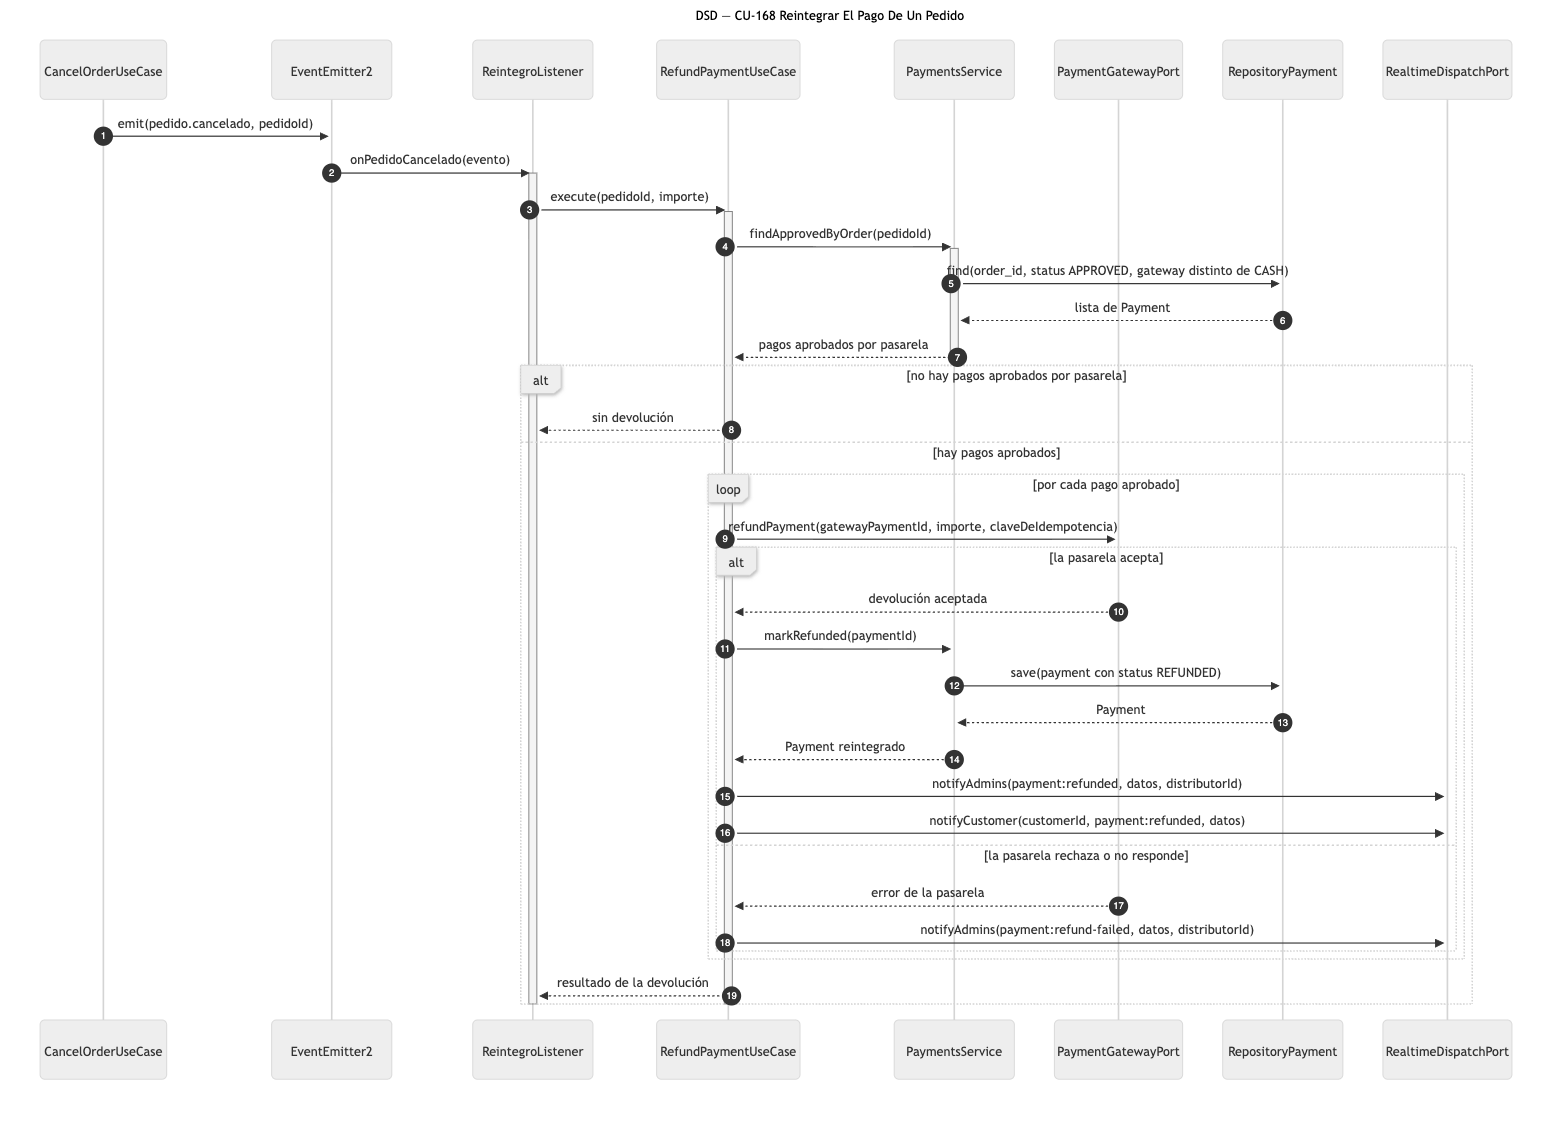 DSD — CU-168 Reintegrar El Pago De Un Pedido
CancelOrderUseCase
EventEmitter2
ReintegroListener
RefundPaymentUseCase
PaymentsService
PaymentGatewayPort
RepositoryPayment
RealtimeDispatchPort
emit(pedido.cancelado, pedidoId)
1
onPedidoCancelado(evento)
2
execute(pedidoId, importe)
3
findApprovedByOrder(pedidoId)
4
find(order_id, status APPROVED, gateway distinto de CASH)
5
lista de Payment
6
pagos aprobados por pasarela
7
alt
[no hay pagos aprobados por pasarela]
sin devolución
8
[hay pagos aprobados]
loop
[por cada pago aprobado]
refundPayment(gatewayPaymentId, importe, claveDeIdempotencia)
9
alt
[la pasarela acepta]
devolución aceptada
10
markRefunded(paymentId)
11
save(payment con status REFUNDED)
12
Payment
13
Payment reintegrado
14
notifyAdmins(payment:refunded, datos, distributorId)
15
notifyCustomer(customerId, payment:refunded, datos)
16
[la pasarela rechaza o no responde]
error de la pasarela
17
notifyAdmins(payment:refund-failed, datos, distributorId)
18
resultado de la devolución
19
CancelOrderUseCase
EventEmitter2
ReintegroListener
RefundPaymentUseCase
PaymentsService
PaymentGatewayPort
RepositoryPayment
RealtimeDispatchPort